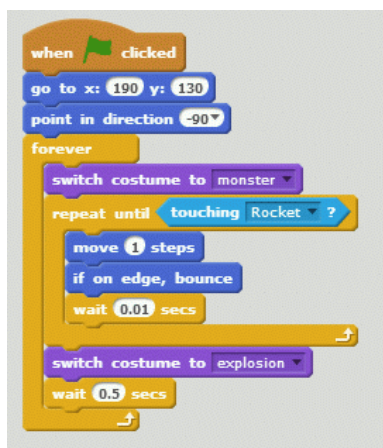 when clicked
go to x: 190 y: 130
point in direction -90
forever
switch costume to monster
repeat until touching Rocket ?
move 1 steps
if on edge, bounce
wait 0.01 secs
switch costume to explosion
wait 0.5 secs